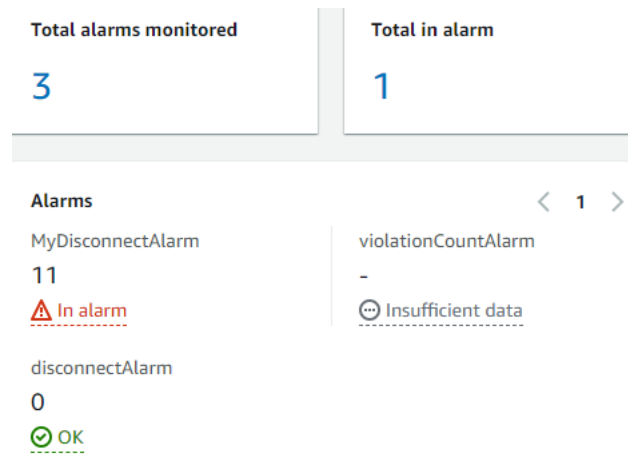 Total alarms monitored
3
Total in alarm
1
Alarms
1
MyDisconnectAlarm
11
In alarm
violationCountAlarm
-
Insufficient data
disconnectAlarm
0
OK